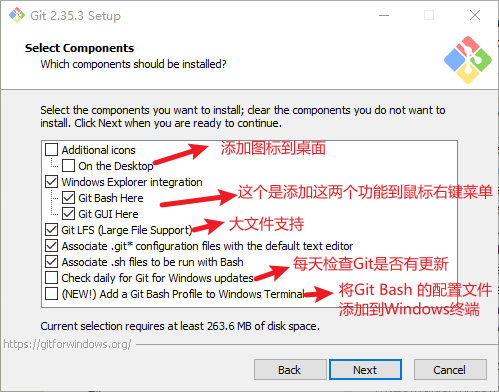 Git 2.35.3 Setup
Select Components
Which components should be installed?
Select the components you want to install; clear the components you do not want to
install. Click Next when you are ready to continue.
Additional icons
添加图标到桌面
On the Desktop
Windows Explorer integration
这个是添加这两个功能到鼠标右键菜单
Git Bash Here
Git GUI Here
大文件支持
Git LFS (Large File Support)
Associate .git* configuration files with the default text editor
Associate .sh files to be run with Bash
每天检查Git是否有更新
Check daily for Git for Windows updates
将Git Bash 的配置文件
(NEW!) Add a Git Bash Profile to Windows Terminal
添加到Windows终端
Current selection requires at least 263.6 MB of disk space.
https://gitforwindows.org/
Back
Next
Cancel